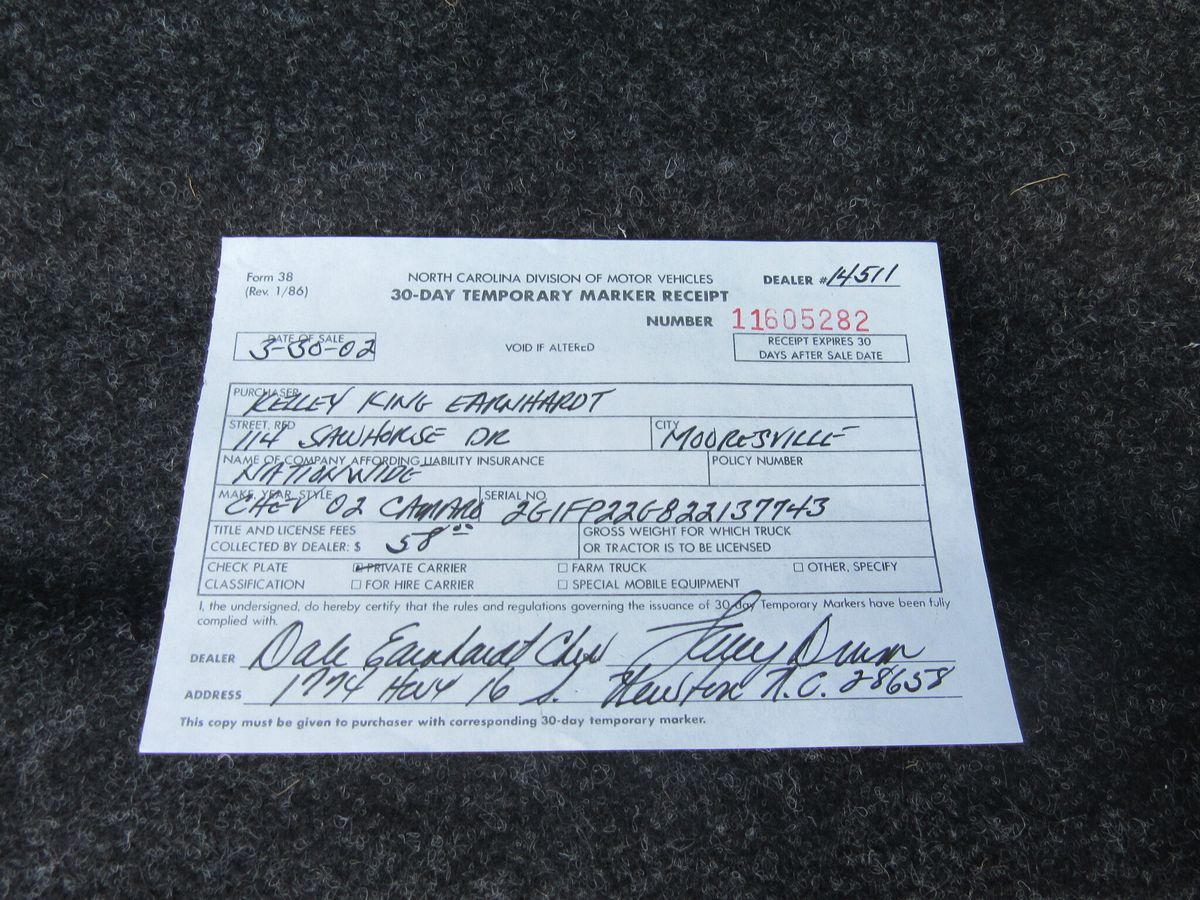 Form 38
(Rev. 1/86)
NORTH CAROLINA DIVISION OF MOTOR VEHICLES
30-DAY TEMPORARY MARKER RECEIPT
DEALER # 14511
NUMBER 11605282
DATE OF SALE
3-30-02
VOID IF ALTERED
RECEIPT EXPIRES 30
DAYS AFTER SALE DATE
PURCHASER
KELLEY KING EARNHARDT
STREET, RFD
114 SAWHORSE DR
CITY
MOORESVILLE
NAME OF COMPANY AFFORDING LIABILITY INSURANCE
NATIONWIDE
POLICY NUMBER
MAKE, YEAR, STYLE
CHEV 02 CAMARO
SERIAL NO.
2G1FP22G822137743
TITLE AND LICENSE FEES
COLLECTED BY DEALER: $ 58 00
GROSS WEIGHT FOR WHICH TRUCK
OR TRACTOR IS TO BE LICENSED
CHECK PLATE
CLASSIFICATION
PRIVATE CARRIER
FOR HIRE CARRIER
FARM TRUCK
SPECIAL MOBILE EQUIPMENT
OTHER, SPECIFY
I, the undersigned, do hereby certify that the rules and regulations governing the issuance of 30-day Temporary Markers have been fully
complied with.
DEALER Dale Earnhardt Chev
ADDRESS 1774 Hwy 16 S. Newton N.C. 28658
This copy must be given to purchaser with corresponding 30-day temporary marker.